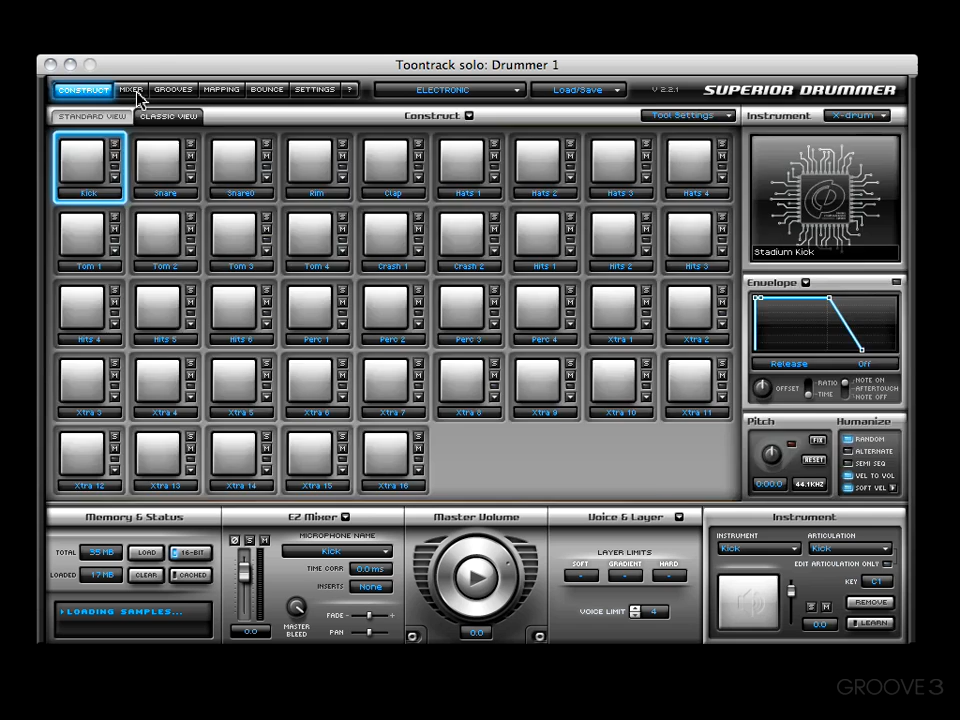 Toontrack solo: Drummer 1
CONSTRUCT MIXER GROOVES MAPPING BOUNCE SETTINGS ? ELECTRONIC Load/Save V 2.2.1 SUPERIOR DRUMMER
STANDARD VIEW CLASSIC VIEW Construct Tool Settings Instrument X-drum
Kick Snare Snare0 Rim Clap Hats 1 Hats 2 Hats 3 Hats 4
Tom 1 Tom 2 Tom 3 Tom 4 Crash 1 Crash 2 Hits 1 Hits 2 Hits 3
Stadium Kick
Hits 4 Hits 5 Hits 6 Perc 1 Perc 2 Perc 3 Perc 4 Xtra 1 Xtra 2
Envelope
Release Off
OFFSET RATIO TIME NOTE ON AFTERTOUCH NOTE OFF
Xtra 3 Xtra 4 Xtra 5 Xtra 6 Xtra 7 Xtra 8 Xtra 9 Xtra 10 Xtra 11
Pitch Humanize
FIX RANDOM
RESET ALTERNATE
SEMI SEQ
VEL TO VOL
0:00.0 44.1KHZ SOFT VEL
Xtra 12 Xtra 13 Xtra 14 Xtra 15 Xtra 16
Memory & Status
TOTAL 35 MB LOAD 16-BIT
LOADED 17 MB CLEAR CACHED
LOADING SAMPLES...
EZ Mixer
MICROPHONE NAME
Ø S M Kick
TIME CORR 0.0 ms
INSERTS None
MASTER BLEED
FADE - +
PAN
0.0
Master Volume
0.0
Voice & Layer
LAYER LIMITS
SOFT GRADIENT HARD
- - -
VOICE LIMIT 4
Instrument
INSTRUMENT ARTICULATION
Kick Kick
EDIT ARTICULATION ONLY
KEY C1
S M REMOVE
0.0 LEARN
GROOVE3